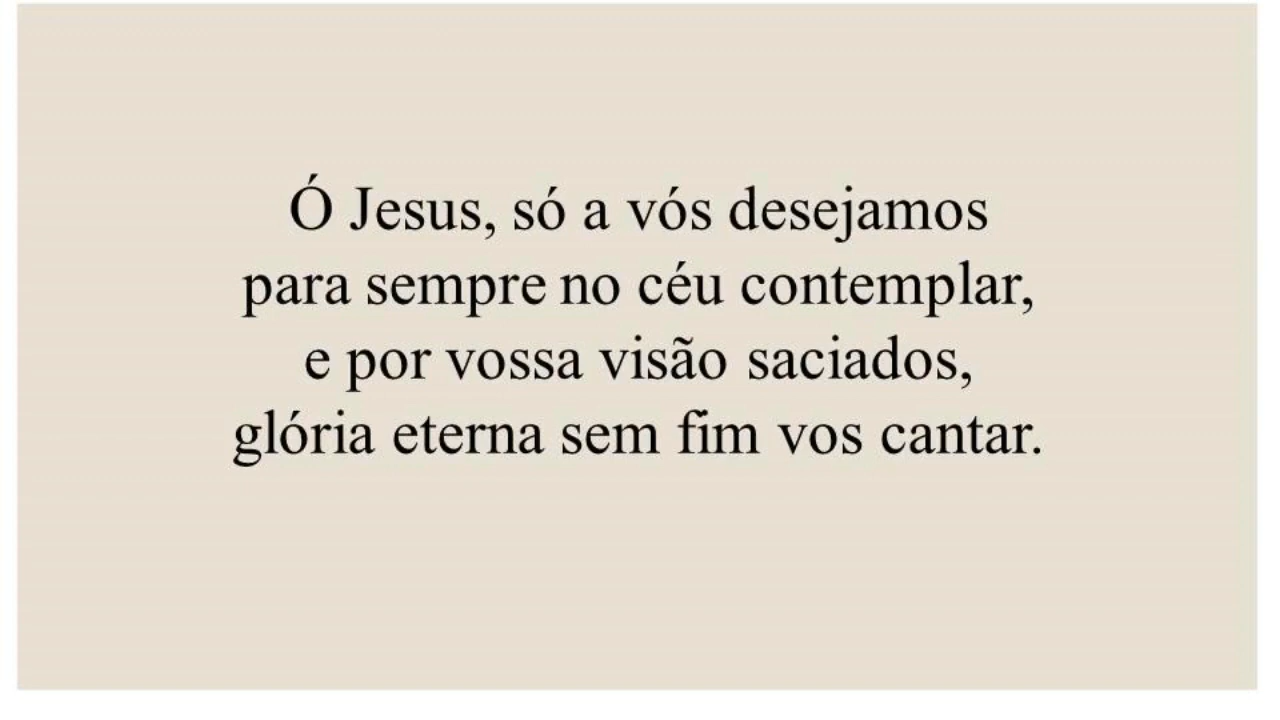 Ó Jesus, só a vós desejamos
para sempre no céu contemplar,
e por vossa visão saciados,
glória eterna sem fim vos cantar.